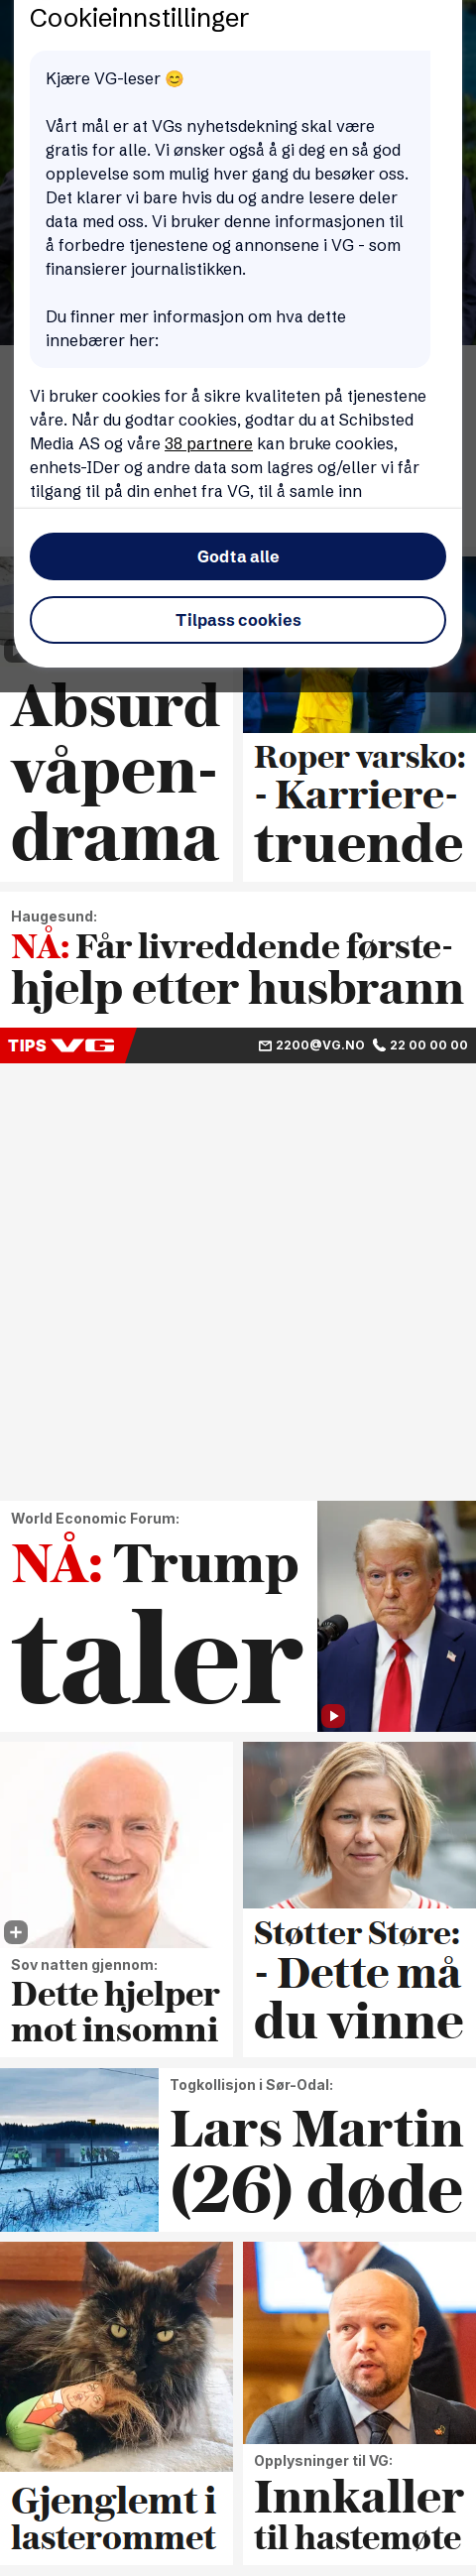 Cookieinnstillinger
Kjære VG-leser 😊
Vårt mål er at VGs nyhetsdekning skal være
gratis for alle. Vi ønsker også å gi deg en så god
opplevelse som mulig hver gang du besøker oss.
Det klarer vi bare hvis du og andre lesere deler
data med oss. Vi bruker denne informasjonen til
å forbedre tjenestene og annonsene i VG - som
finansierer journalistikken.
Du finner mer informasjon om hva dette
innebærer her:
Vi bruker cookies for å sikre kvaliteten på tjenestene
våre. Når du godtar cookies, godtar du at Schibsted
Media AS og våre 38 partnere kan bruke cookies,
enhets-IDer og andre data som lagres og/eller vi får
tilgang til på din enhet fra VG, til å samle inn
Godta alle
Tilpass cookies
Absurd
våpen-
drama
Roper varsko:
- Karriere-
truende
Haugesund:
NÅ: Får livreddende første-
hjelp etter husbrann
TIPS VG
2200@VG.NO 22 00 00 00
World Economic Forum:
NÅ: Trump
taler
Sov natten gjennom:
Dette hjelper
mot insomni
Støtter Støre:
- Dette må
du vinne
Togkollisjon i Sør-Odal:
Lars Martin
(26) døde
Gjenglemt i
lasterommet
Opplysninger til VG:
Innkaller
til hastemøte